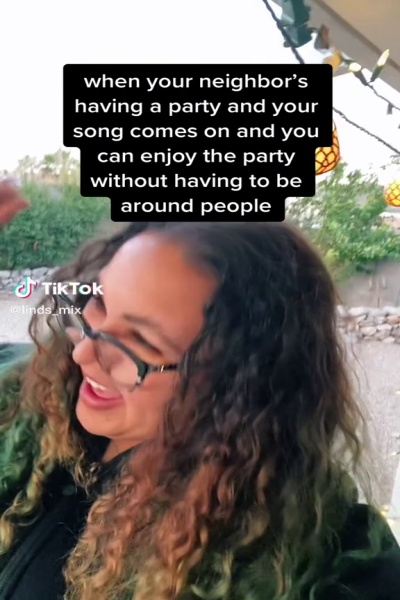 when your neighbor's
having a party and your
song comes on and you
can enjoy the party
without having to be
around people
TikTok
@linds_mix